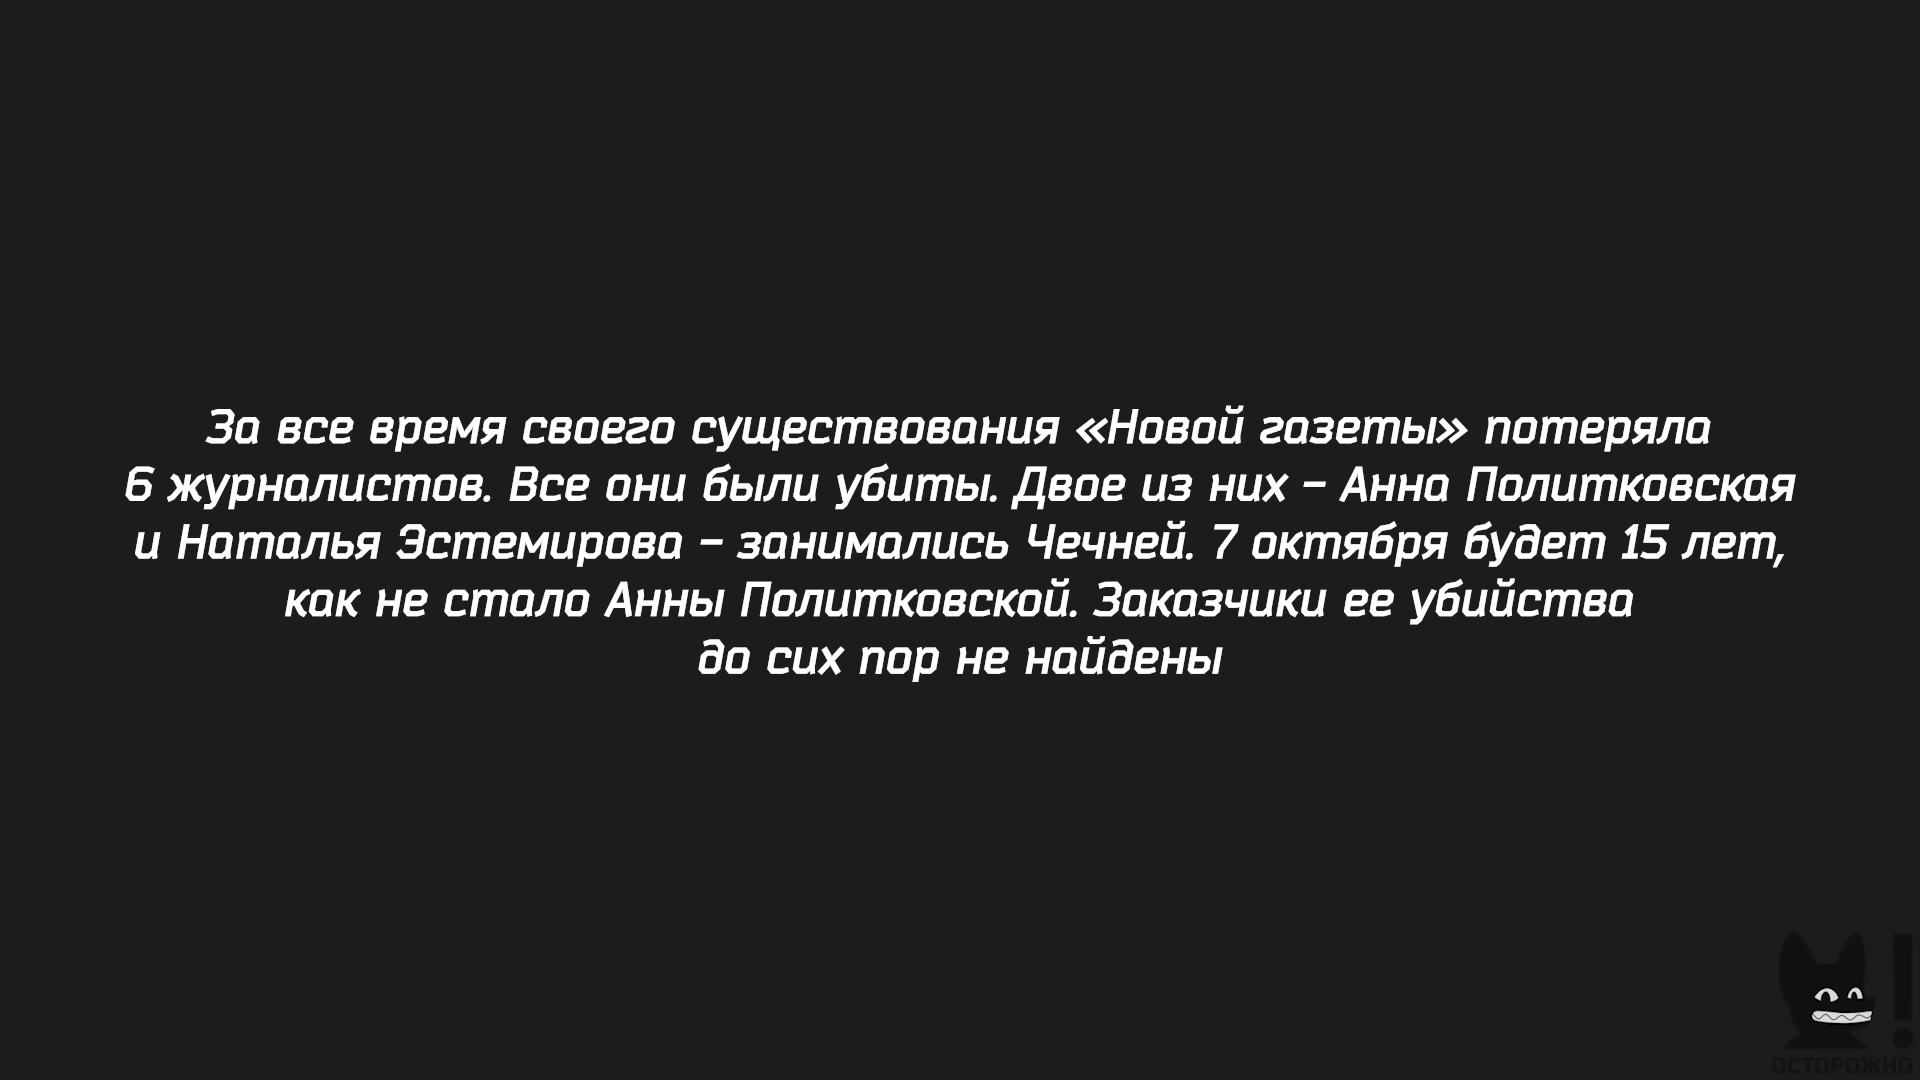 За все время своего существования «Новой газеты» потеряла
6 журналистов. Все они были убиты. Двое из них – Анна Политковская
и Наталья Эстемирова – занимались Чечней. 7 октября будет 15 лет,
как не стало Анны Политковской. Заказчики ее убийства
до сих пор не найдены
!
ОСТОРОЖНО